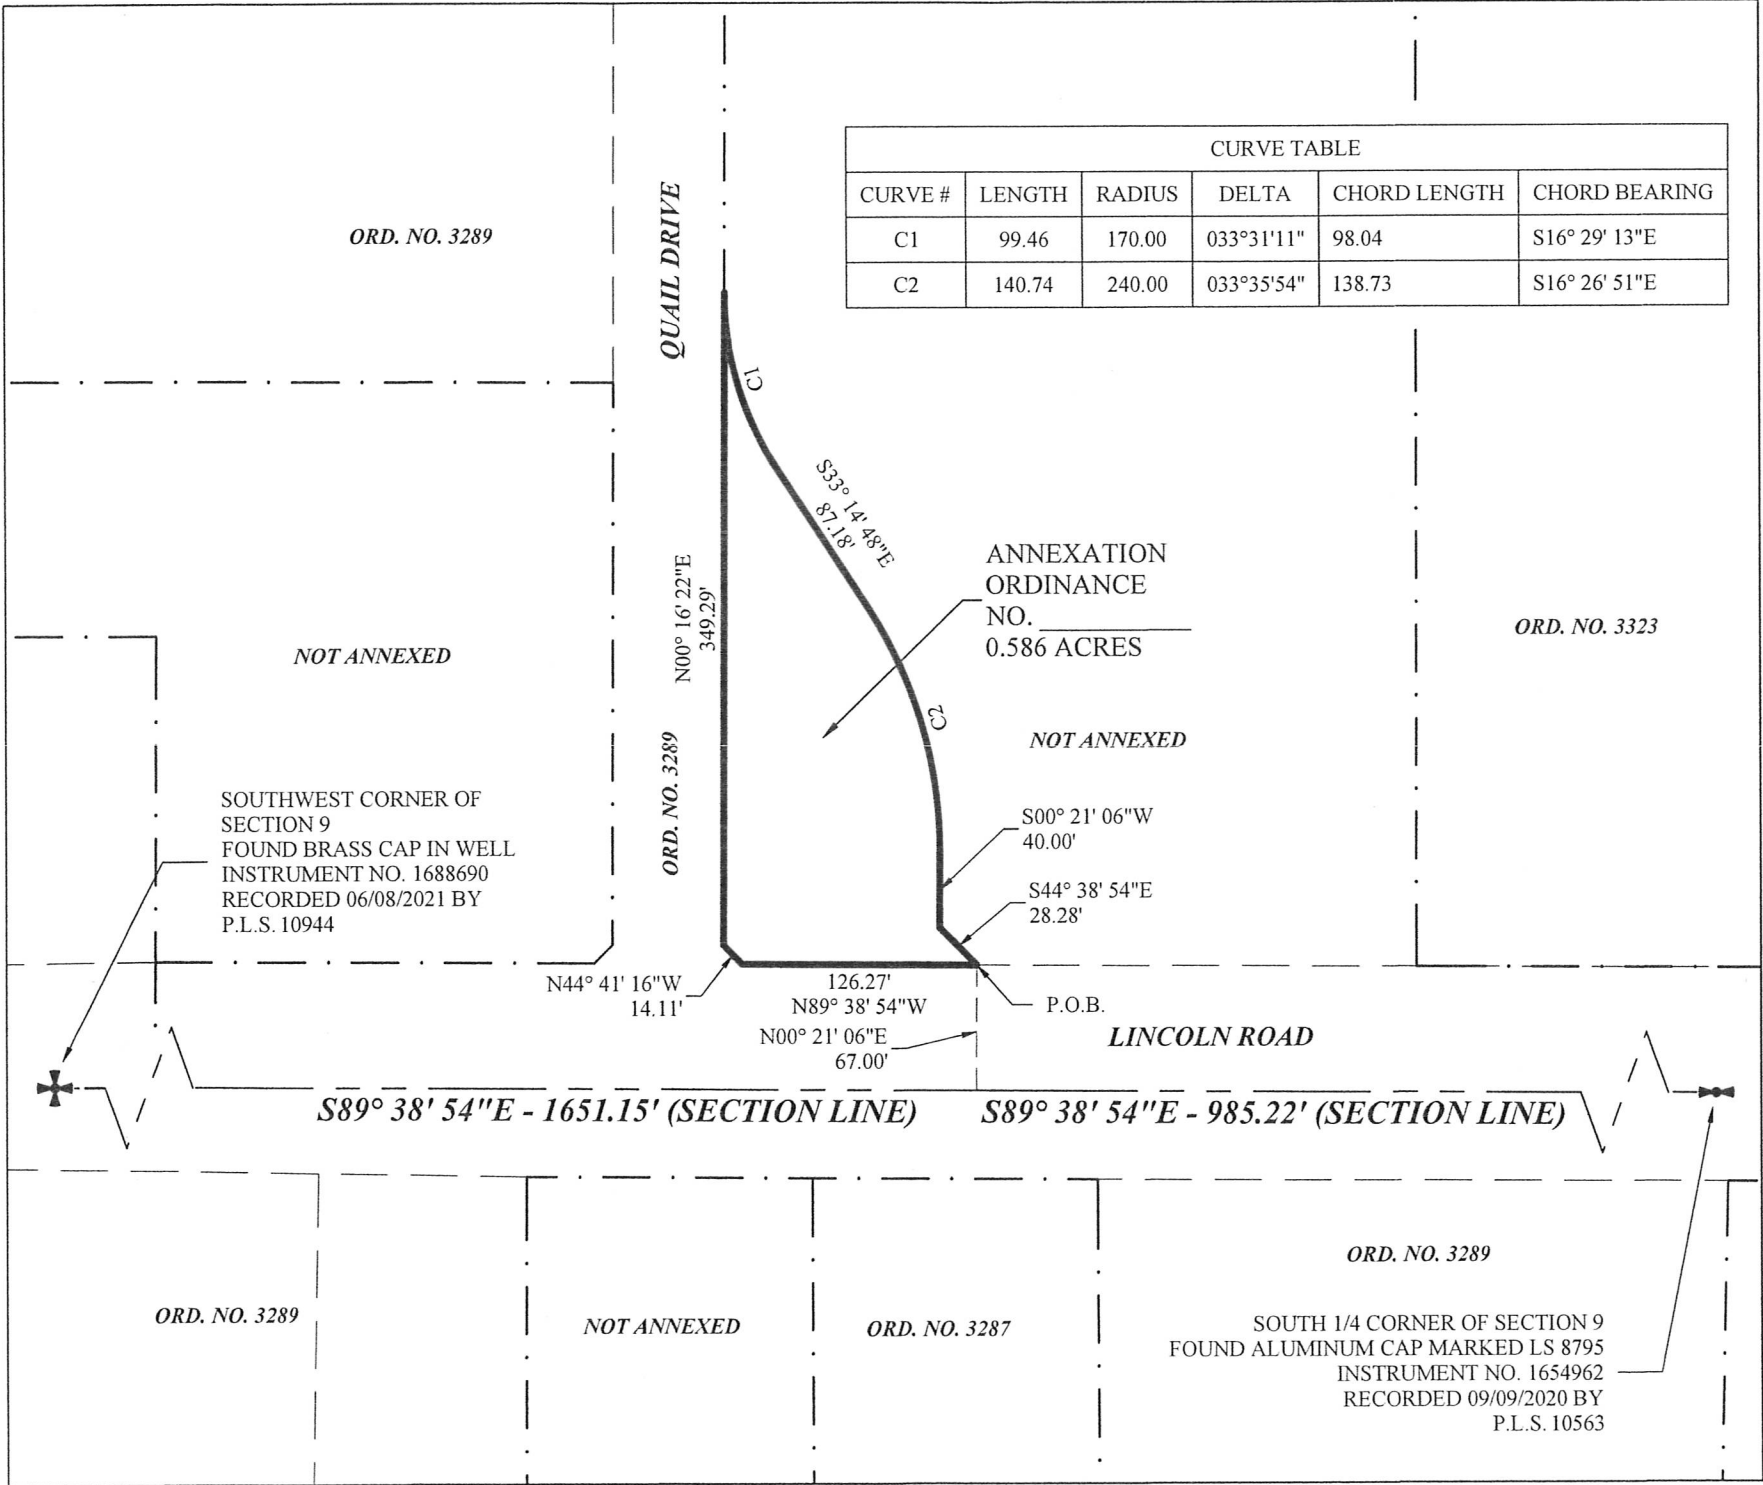 CURVE TABLE
CURVE # LENGTH RADIUS DELTA CHORD LENGTH CHORD BEARING
C1 99.46 170.00 033°31'11" 98.04 S16° 29' 13"E
C2 140.74 240.00 033°35'54" 138.73 S16° 26' 51"E
ORD. NO. 3289
QUAIL DRIVE
C1
S33° 14' 48"E
87.18'
N00° 16' 22"E
349.29'
ANNEXATION
ORDINANCE
NO. __________
0.586 ACRES
ORD. NO. 3323
NOT ANNEXED
C2
NOT ANNEXED
ORD. NO. 3289
SOUTHWEST CORNER OF
SECTION 9
FOUND BRASS CAP IN WELL
INSTRUMENT NO. 1688690
RECORDED 06/08/2021 BY
P.L.S. 10944
S00° 21' 06"W
40.00'
S44° 38' 54"E
28.28'
N44° 41' 16"W
14.11'
126.27'
N89° 38' 54"W
P.O.B.
N00° 21' 06"E
67.00'
LINCOLN ROAD
S89° 38' 54"E - 1651.15' (SECTION LINE)
S89° 38' 54"E - 985.22' (SECTION LINE)
ORD. NO. 3289
NOT ANNEXED
ORD. NO. 3287
ORD. NO. 3289
SOUTH 1/4 CORNER OF SECTION 9
FOUND ALUMINUM CAP MARKED LS 8795
INSTRUMENT NO. 1654962
RECORDED 09/09/2020 BY
P.L.S. 10563